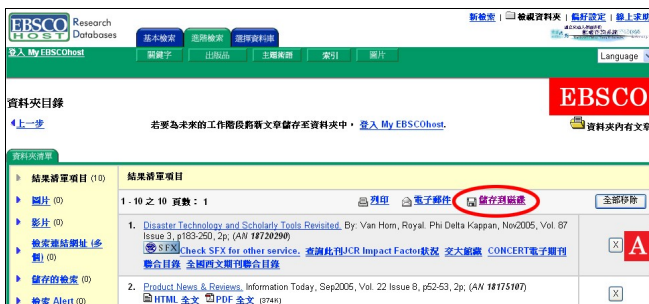 EBSCO Research
HOST Databases
基本檢索 進階檢索 選擇資料庫
新檢索 | 檢視資料夾 | 偏好設定 | 線上求助
登入 My EBSCOhost
關鍵字 出版品 主題術語 索引 圖片
Language
資料夾目錄
EBSCO
上一步
若要為未來的工作階段將新文章儲存至資料夾中，登入 My EBSCOhost.
資料夾內有文章
資料夾清單
結果清單項目 (10)
結果清單項目
圖片 (0)
1 - 10 之 10 頁數： 1
列印 電子郵件 儲存到磁碟
全部移除
影片 (0)
1. Disaster Technology and Scholarly Tools Revisited. By: Van Horn, Royal. Phi Delta Kappan, Nov2005, Vol. 87
Issue 3, p183-250, 2p; (AN 18720290)
檢索連結網址 (多個) (0)
SFX Check SFX for other service. 查詢此刊JCR Impact Factor狀況 交大館藏 CONCERT電子期刊
聯合目錄 全國西文期刊聯合目錄
X A
儲存的檢索 (0)
2. Product News & Reviews. Information Today, Sep2005, Vol. 22 Issue 8, p52-53, 2p; (AN 18175107)
X
檢索 Alert (0)
HTML 全文 PDF 全文 (374K)